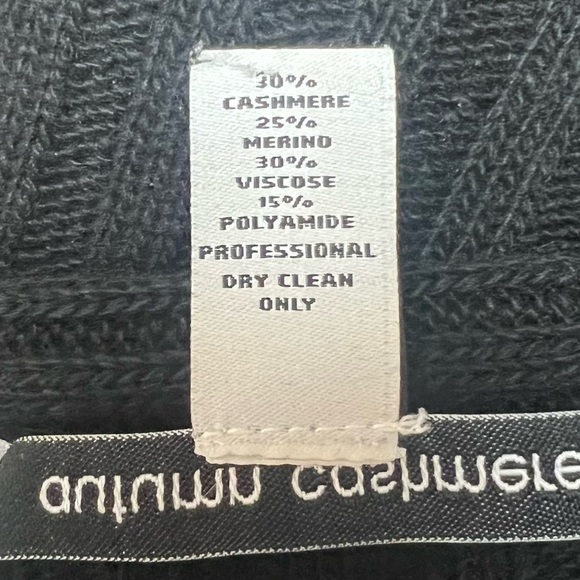 30%
CASHMERE
25%
MERINO
30%
VISCOSE
15%
POLYAMIDE
PROFESSIONAL
DRY CLEAN
ONLY
autumn cashmere